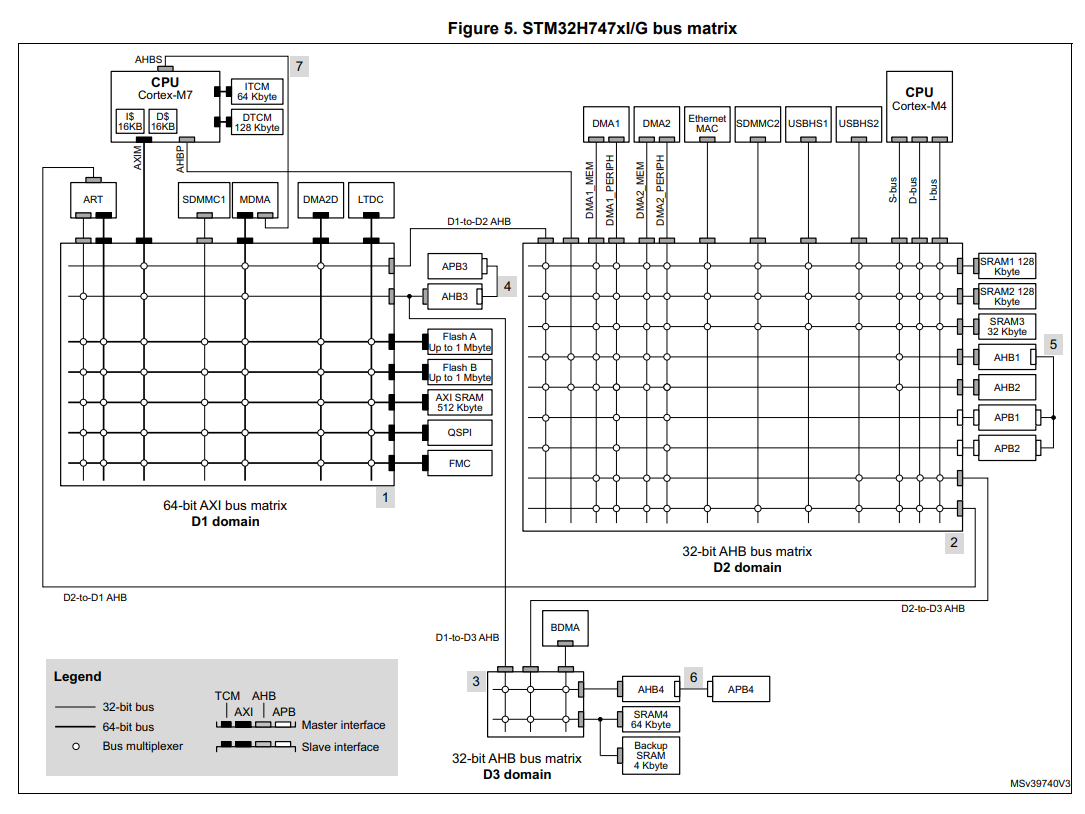 Figure 5. STM32H747xI/G bus matrix
AHBS
7
CPU
Cortex-M7
I$
16KB
D$
16KB
ITCM
64 Kbyte
DTCM
128 Kbyte
AXIM
AHBP
ART
SDMMC1
MDMA
DMA2D
LTDC
D1-to-D2 AHB
APB3
4
AHB3
Flash A
Up to 1 Mbyte
Flash B
Up to 1 Mbyte
AXI SRAM
512 Kbyte
QSPI
FMC
1
64-bit AXI bus matrix
D1 domain
DMA1
DMA2
Ethernet
MAC
SDMMC2
USBHS1
USBHS2
CPU
Cortex-M4
DMA1_MEM
DMA1_PERIPH
DMA2_MEM
DMA2_PERIPH
S-bus
D-bus
I-bus
SRAM1 128
Kbyte
SRAM2 128
Kbyte
SRAM3
32 Kbyte
5
AHB1
AHB2
APB1
APB2
2
32-bit AHB bus matrix
D2 domain
D2-to-D1 AHB
D2-to-D3 AHB
D1-to-D3 AHB
BDMA
3
6
AHB4
APB4
SRAM4
64 Kbyte
Backup
SRAM
4 Kbyte
32-bit AHB bus matrix
D3 domain
Legend
32-bit bus
64-bit bus
Bus multiplexer
TCM AHB
AXI APB
Master interface
Slave interface
MSv39740V3